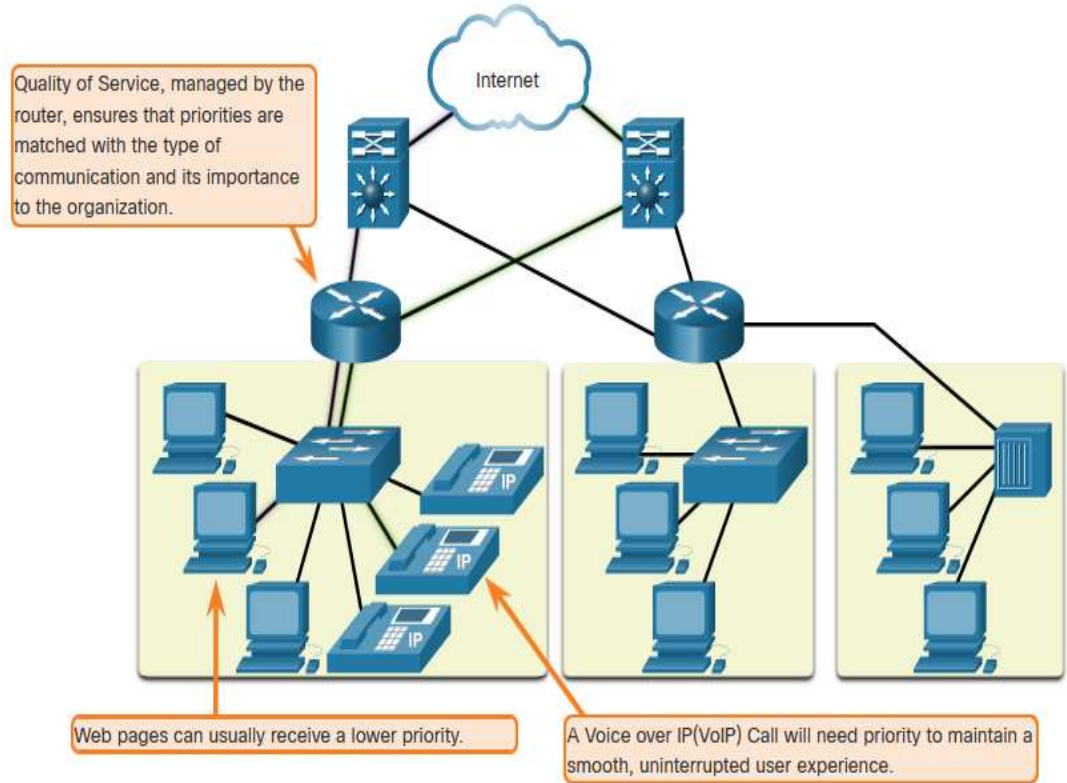 Internet
Quality of Service, managed by the
router, ensures that priorities are
matched with the type of
communication and its importance
to the organization.
IP
IP
IP
Web pages can usually receive a lower priority.
A Voice over IP(VoIP) Call will need priority to maintain a
smooth, uninterrupted user experience.